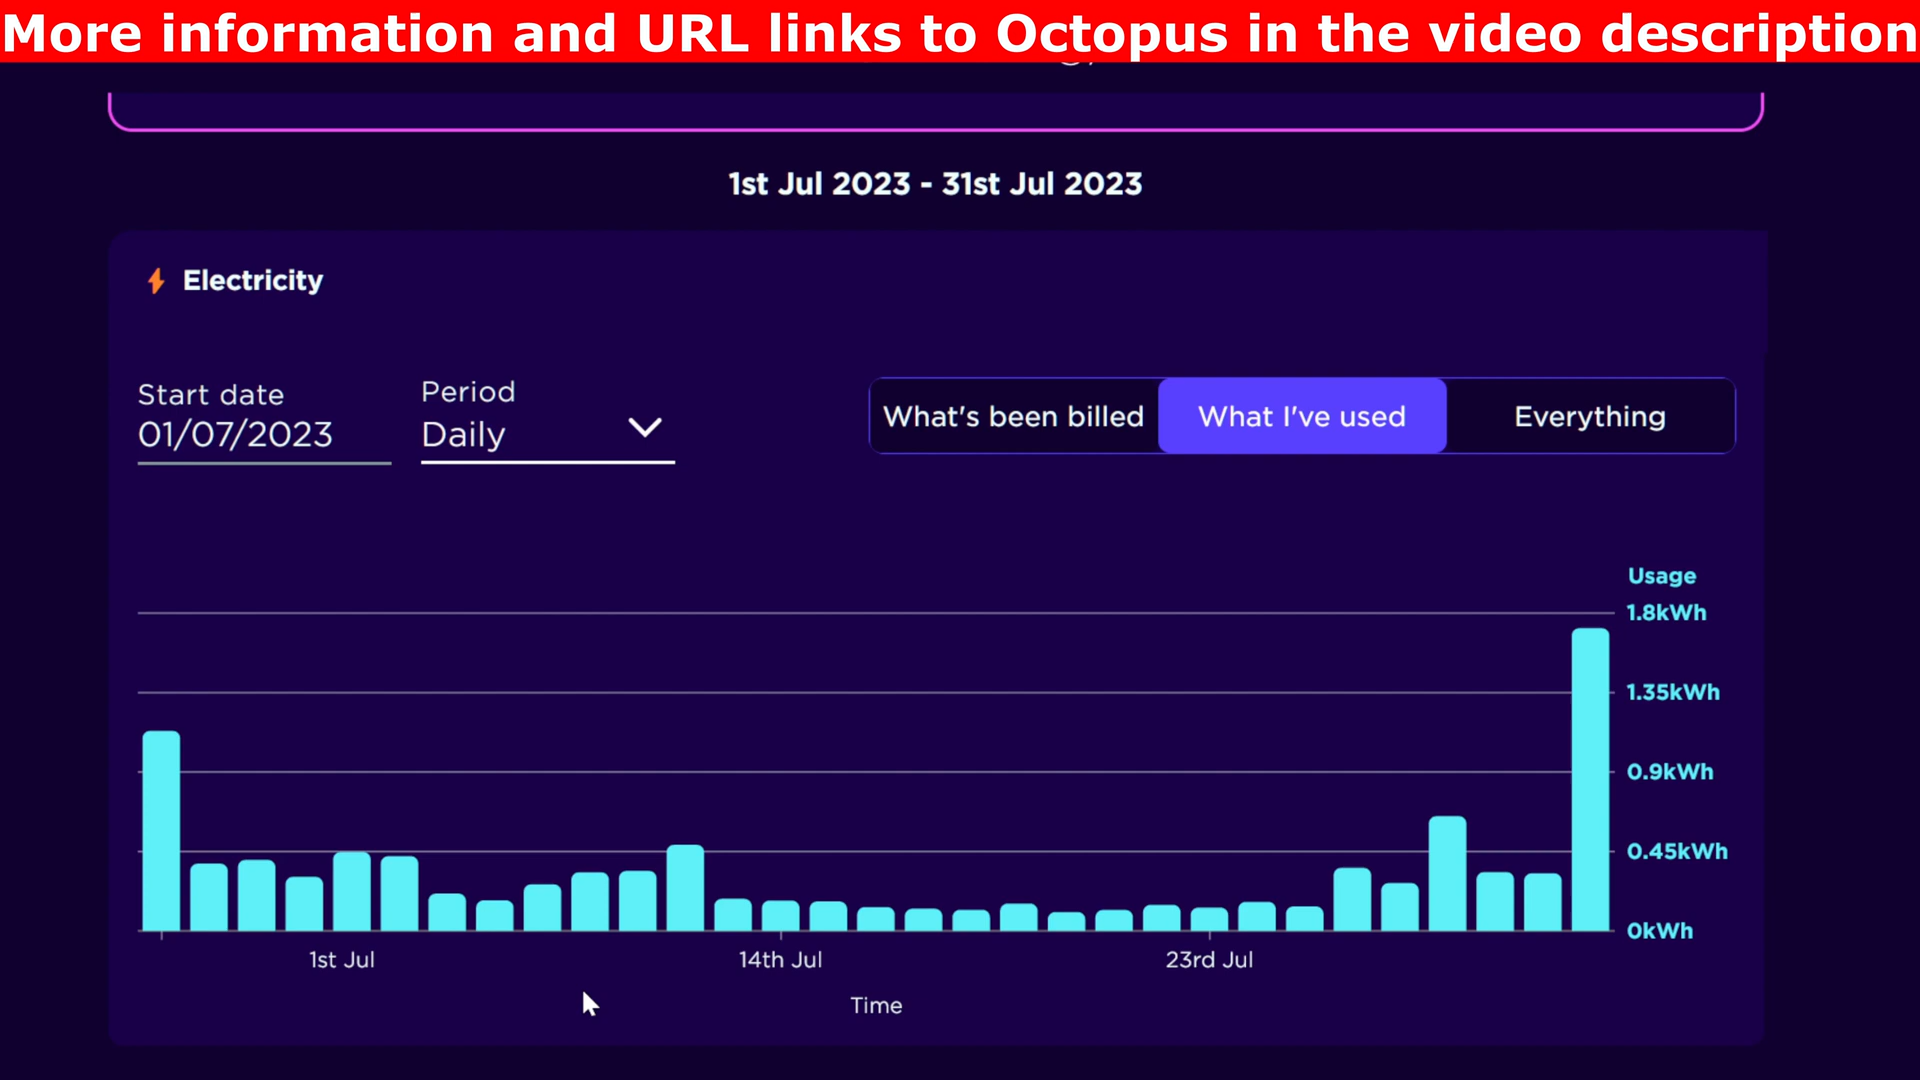 More information and URL links to Octopus in the video description
1st Jul 2023 - 31st Jul 2023
Electricity
Start date
01/07/2023
Period
Daily
What's been billed
What I've used
Everything
Usage
1.8kWh
1.35kWh
0.9kWh
0.45kWh
0kWh
1st Jul
14th Jul
23rd Jul
Time